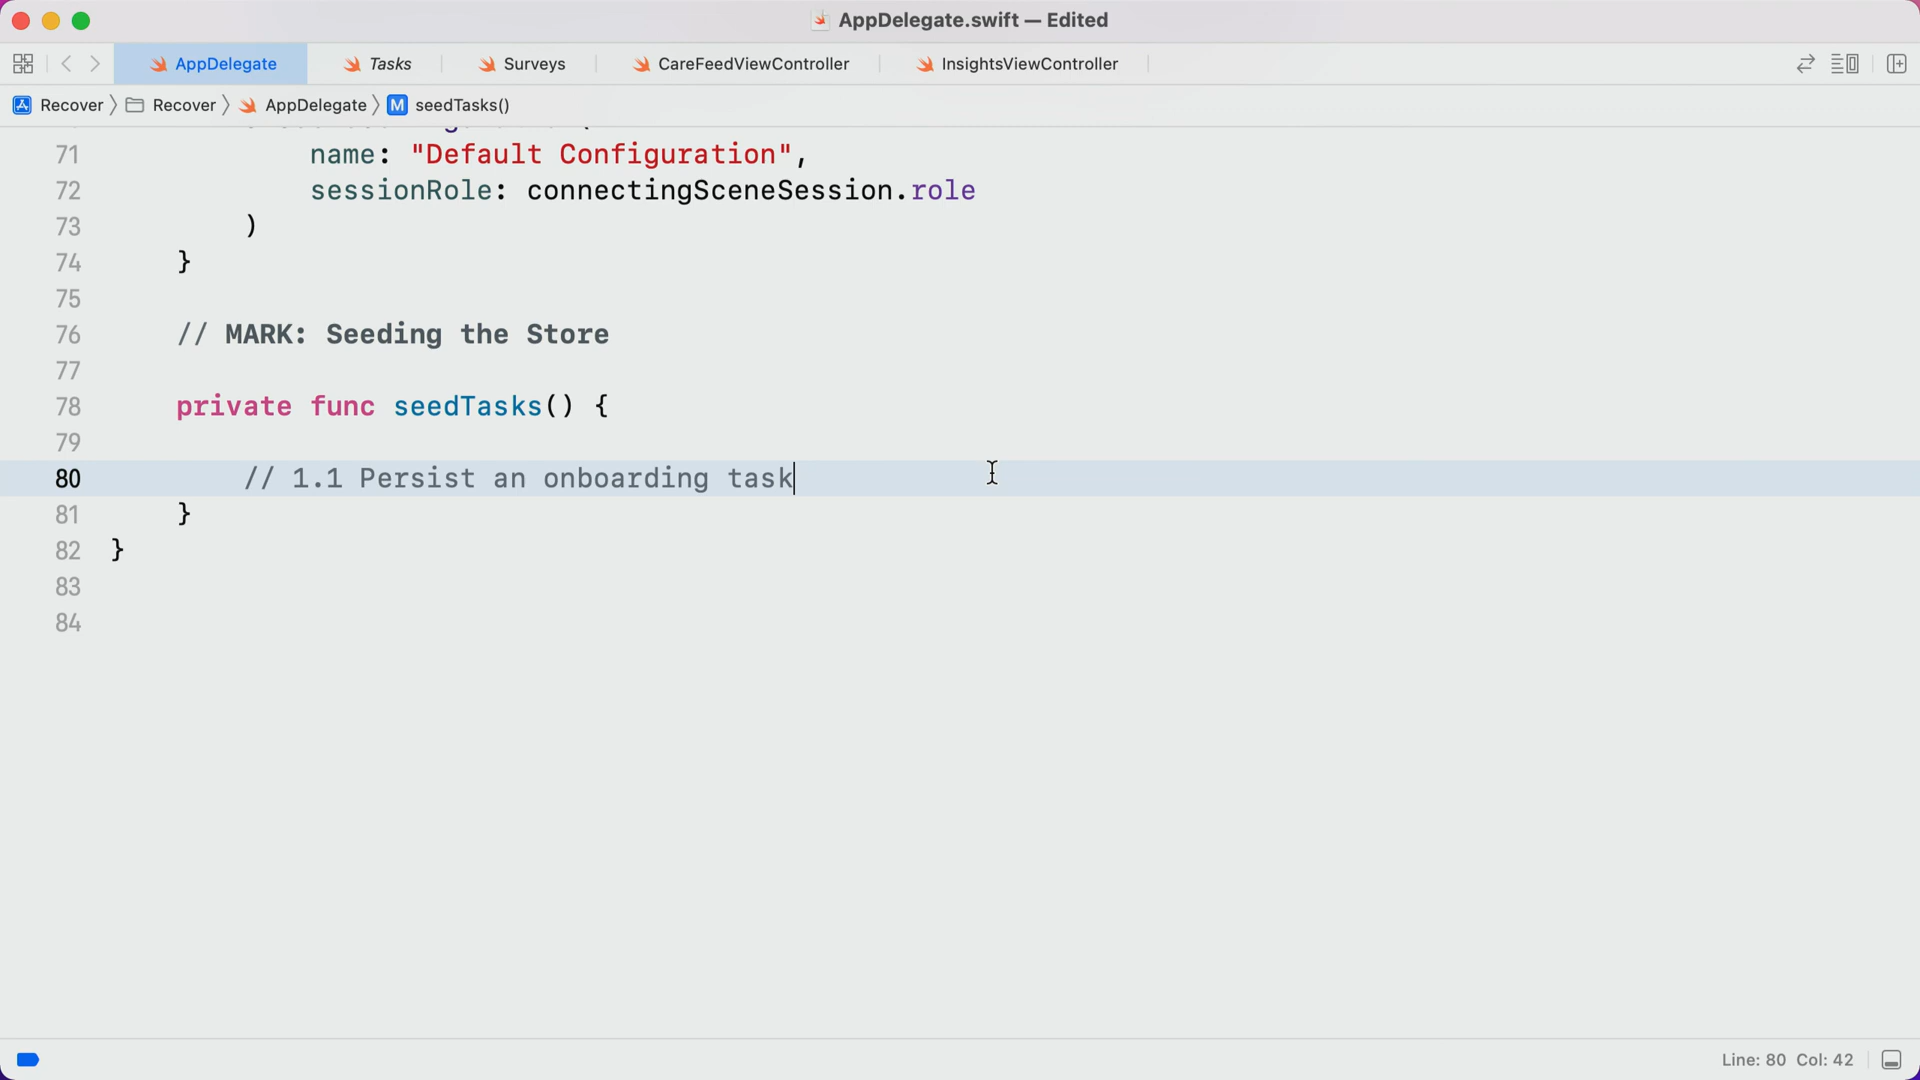 AppDelegate.swift — Edited
AppDelegate Tasks Surveys CareFeedViewController InsightsViewController
Recover Recover AppDelegate M seedTasks()
71 name: "Default Configuration",
72 sessionRole: connectingSceneSession.role
73 )
74 }
75
76 // MARK: Seeding the Store
77
78 private func seedTasks() {
79
80 // 1.1 Persist an onboarding task
81 }
82 }
83
84
Line: 80 Col: 42